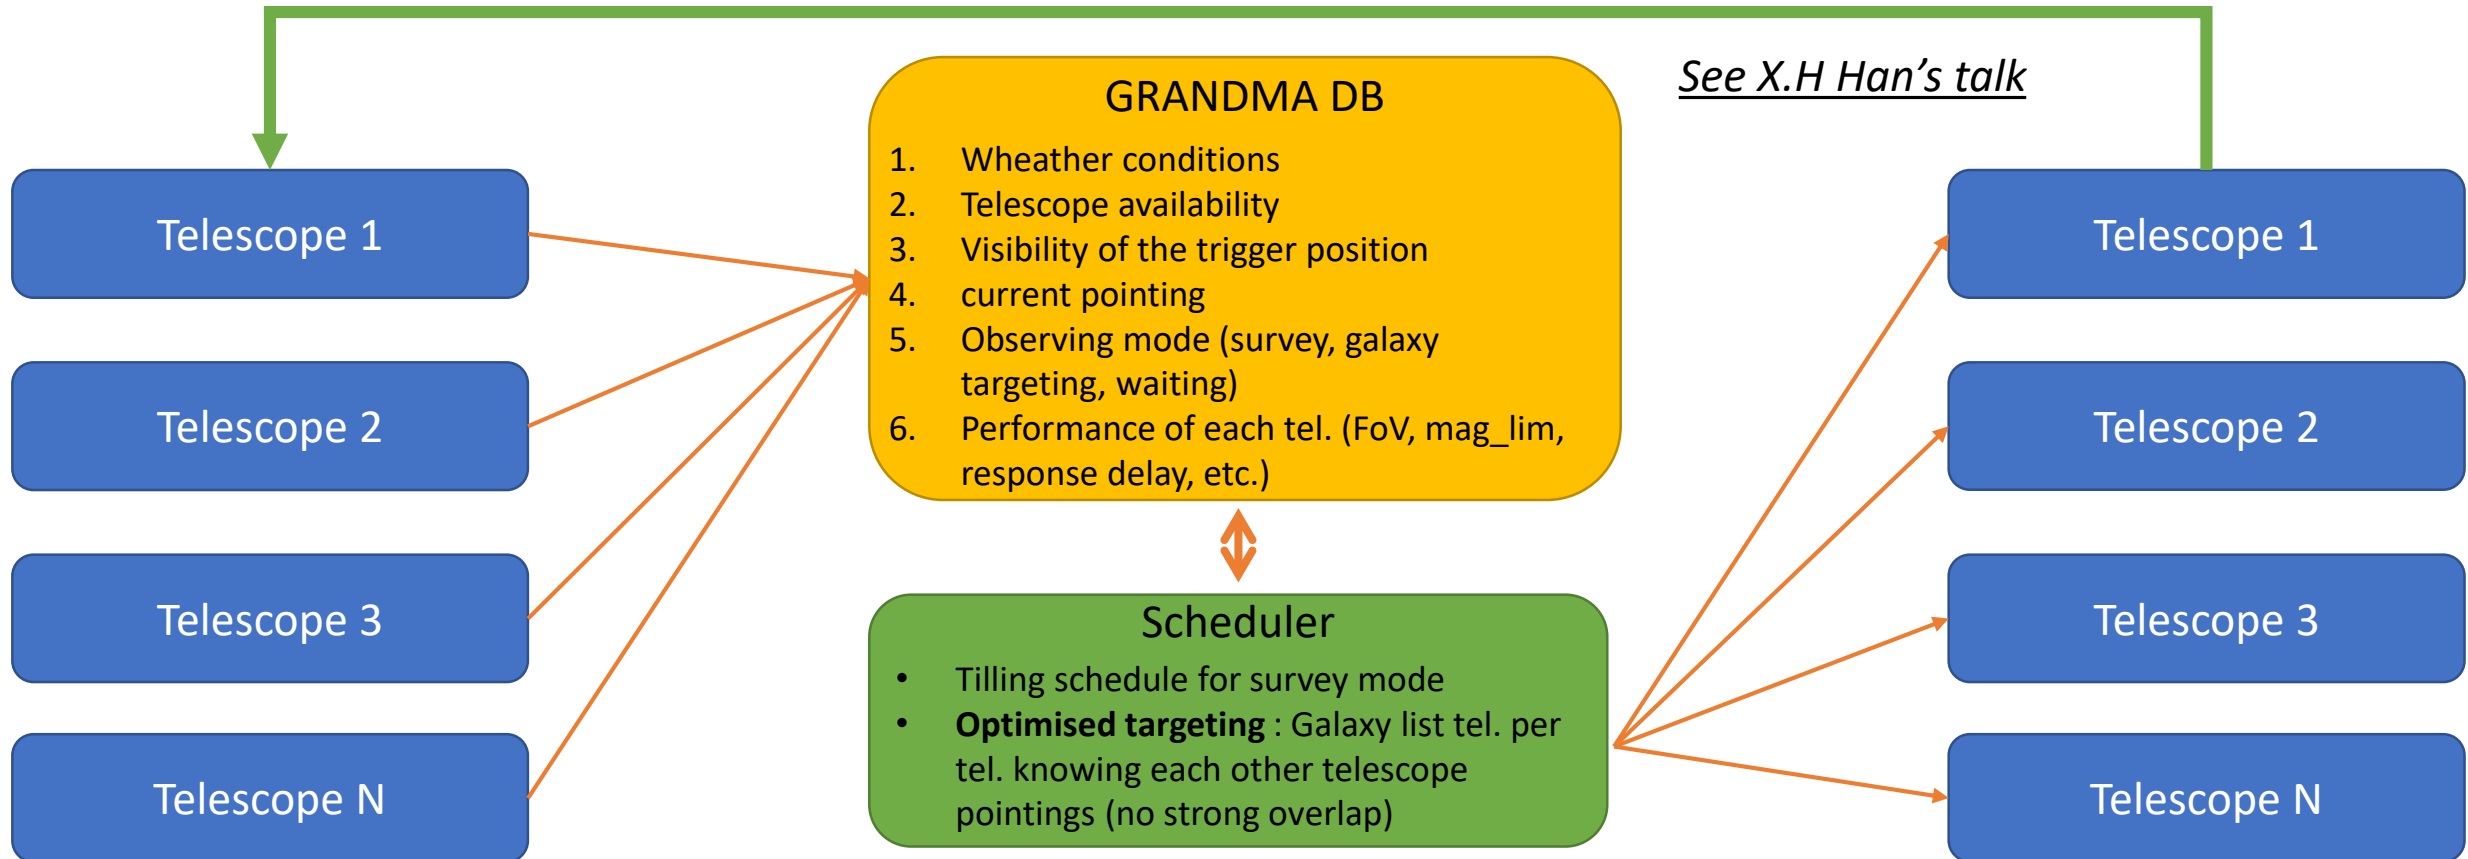 See X.H Han’s talk
GRANDMA DB
1. Wheather conditions
2. Telescope availability
3. Visibility of the trigger position
4. current pointing
5. Observing mode (survey, galaxy
targeting, waiting)
6. Performance of each tel. (FoV, mag_lim,
response delay, etc.)
Telescope 1
Telescope 2
Telescope 3
Telescope N
Scheduler
• Tilling schedule for survey mode
• Optimised targeting : Galaxy list tel. per
tel. knowing each other telescope
pointings (no strong overlap)
Telescope 1
Telescope 2
Telescope 3
Telescope N